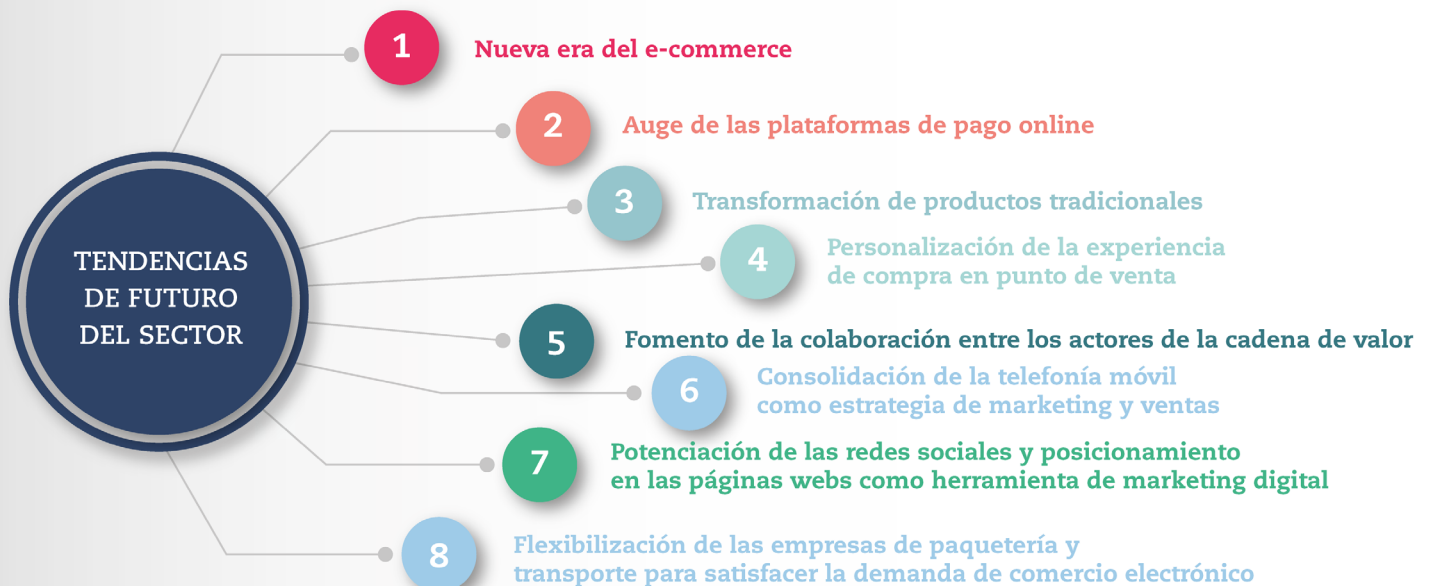 TENDENCIAS
DE FUTURO
DEL SECTOR
1
Nueva era del e-commerce
2
Auge de las plataformas de pago online
3
Transformación de productos tradicionales
4
Personalización de la experiencia
de compra en punto de venta
5
Fomento de la colaboración entre los actores de la cadena de valor
6
Consolidación de la telefonía móvil
como estrategia de marketing y ventas
7
Potenciación de las redes sociales y posicionamiento
en las páginas webs como herramienta de marketing digital
8
Flexibilización de las empresas de paquetería y
transporte para satisfacer la demanda de comercio electrónico